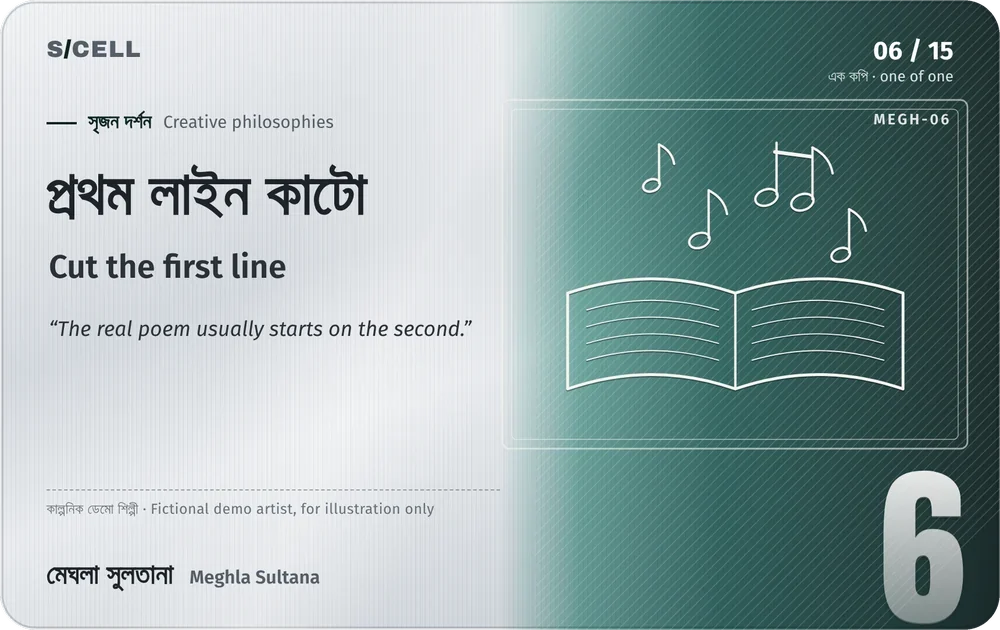 S/CELL
06 / 15
এক কপি · one of one
MEGH-06
সৃজন দর্শন Creative philosophies
প্রথম লাইন কাটো
Cut the first line
“The real poem usually starts on the second.”
কাল্পনিক ডেমো শিল্পী · Fictional demo artist, for illustration only
মেঘলা সুলতানা Meghla Sultana
6